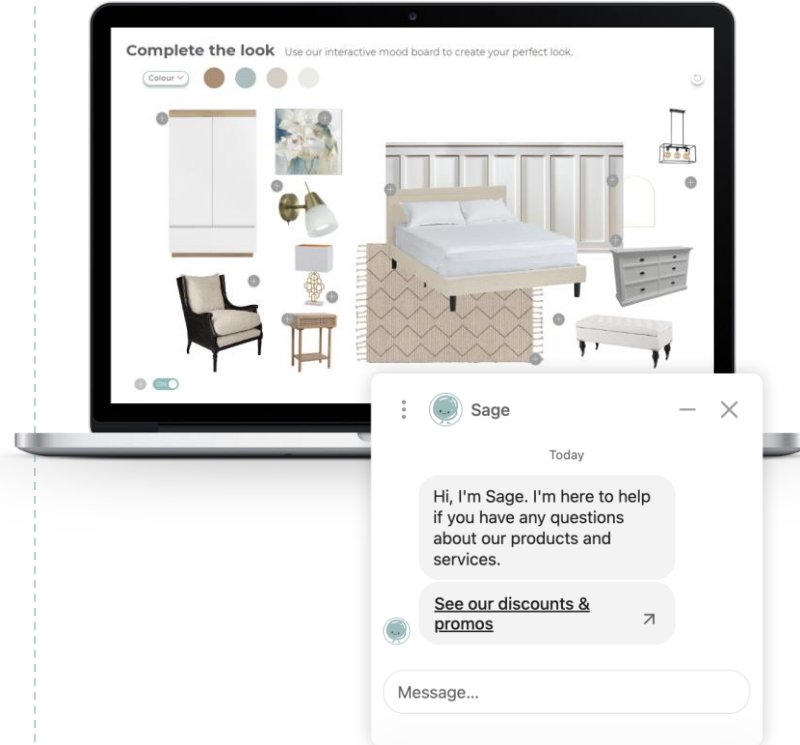 Complete the look
Use our interactive mood board to create your perfect look.
Colour
ON
Sage
Today
Hi, I'm Sage. I'm here to help
if you have any questions
about our products and
services.
See our discounts &
promos
Message...